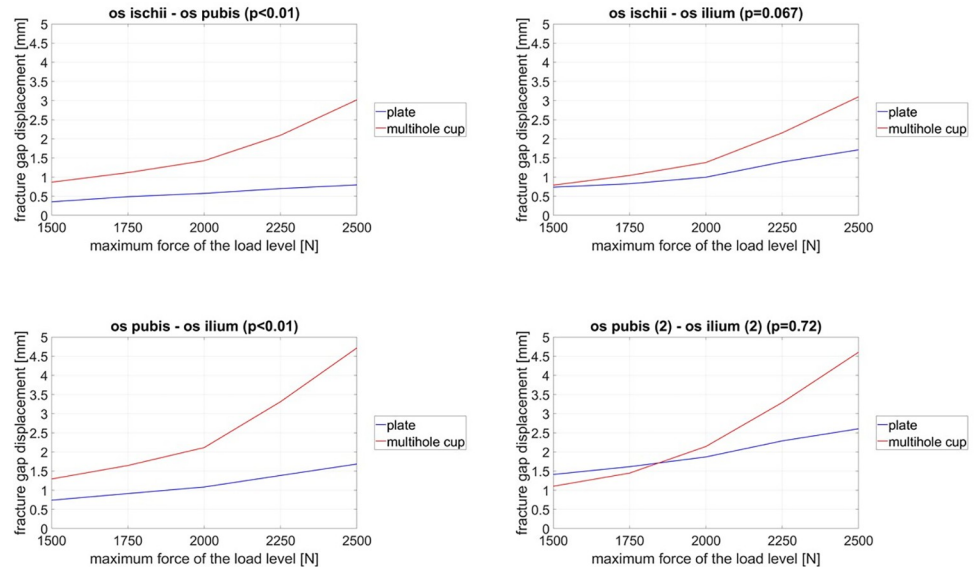 os ischii - os pubis (p<0.01)
fracture gap displacement [mm]
5
4.5
4
3.5
3
2.5
2
1.5
1
0.5
0
1500 1750 2000 2250 2500
maximum force of the load level [N]
plate
multihole cup
os ischii - os ilium (p=0.067)
fracture gap displacement [mm]
5
4.5
4
3.5
3
2.5
2
1.5
1
0.5
0
1500 1750 2000 2250 2500
maximum force of the load level [N]
plate
multihole cup
os pubis - os ilium (p<0.01)
fracture gap displacement [mm]
5
4.5
4
3.5
3
2.5
2
1.5
1
0.5
0
1500 1750 2000 2250 2500
maximum force of the load level [N]
plate
multihole cup
os pubis (2) - os ilium (2) (p=0.72)
fracture gap displacement [mm]
5
4.5
4
3.5
3
2.5
2
1.5
1
0.5
0
1500 1750 2000 2250 2500
maximum force of the load level [N]
plate
multihole cup